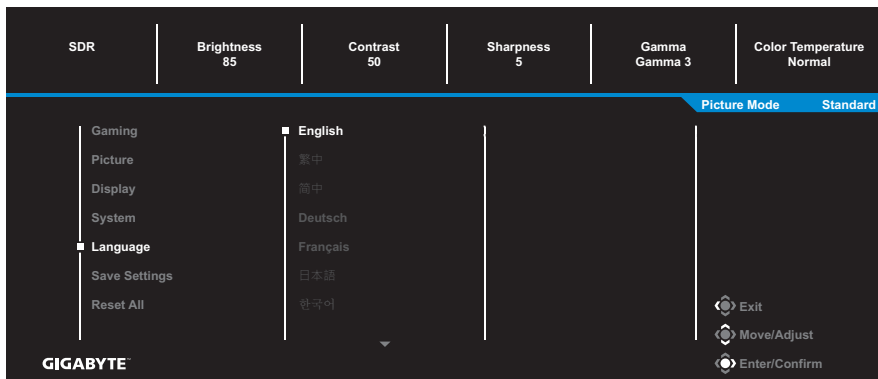 SDR
Brightness
85
Contrast
50
Sharpness
5
Gamma
Gamma 3
Color Temperature
Normal
Picture Mode Standard
Gaming
Picture
Display
System
Language
Save Settings
Reset All
English
繁中
简中
Deutsch
Français
日本語
한국어
Exit
Move/Adjust
Enter/Confirm
GIGABYTE™